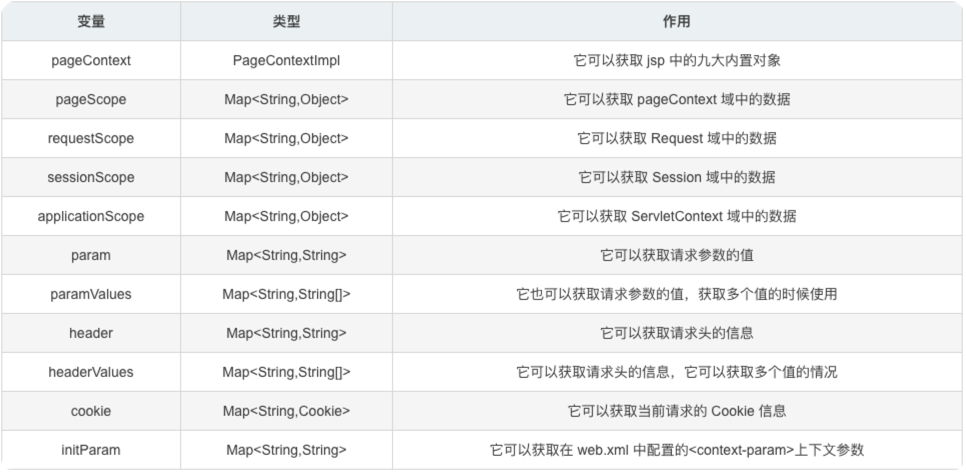 变量 类型 作用
pageContext PageContextImpl 它可以获取 jsp 中的九大内置对象
pageScope Map<String,Object> 它可以获取 pageContext 域中的数据
requestScope Map<String,Object> 它可以获取 Request 域中的数据
sessionScope Map<String,Object> 它可以获取 Session 域中的数据
applicationScope Map<String,Object> 它可以获取 ServletContext 域中的数据
param Map<String,String> 它可以获取请求参数的值
paramValues Map<String,String[]> 它也可以获取请求参数的值，获取多个值的时候使用
header Map<String,String> 它可以获取请求头的信息
headerValues Map<String,String[]> 它可以获取请求头的信息，它可以获取多个值的情况
cookie Map<String,Cookie> 它可以获取当前请求的 Cookie 信息
initParam Map<String,String> 它可以获取在 web.xml 中配置的<context-param>上下文参数